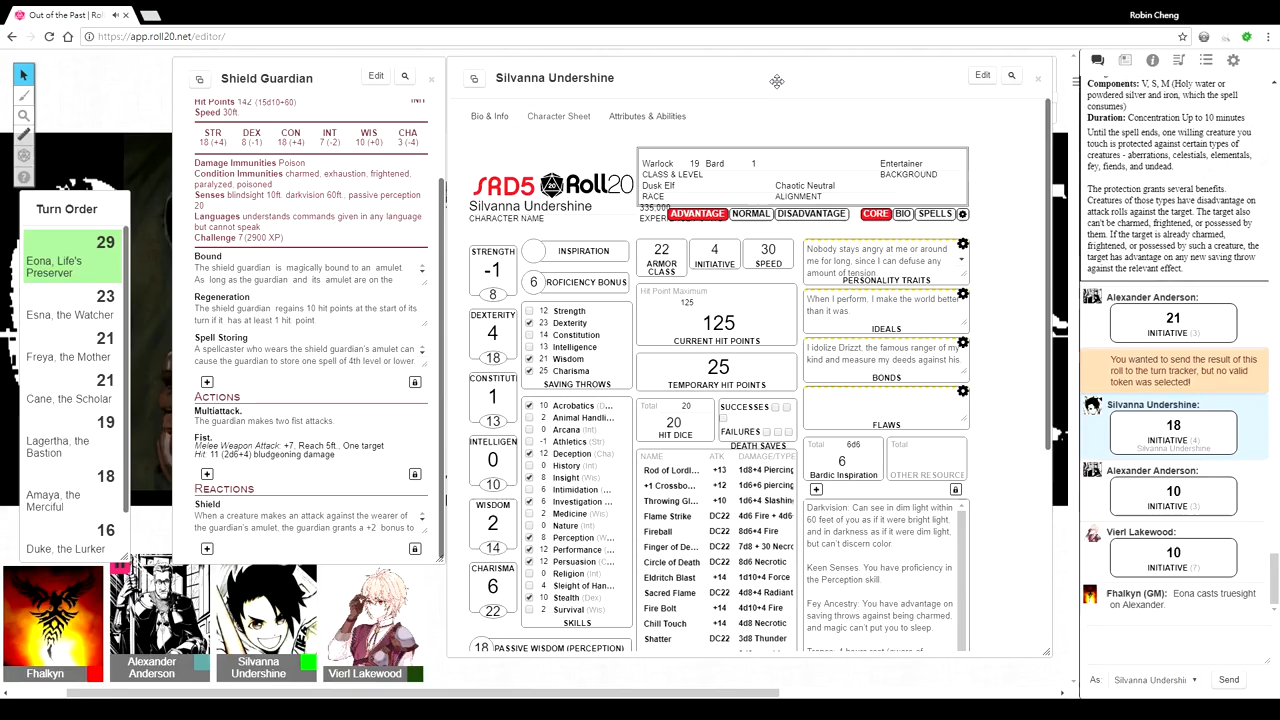 Out of the Past | Rol
Robin Cheng
https://app.roll20.net/editor/
Turn Order
29
Eona, Life's
Preserver
23
Esna, the Watcher
21
Freya, the Mother
21
Cane, the Scholar
19
Lagertha, the
Bastion
18
Amaya, the
Merciful
16
Duke, the Lurker
Shield Guardian
Edit
Hit Points 142 (15d10+60)
INIT
Speed 30ft.
STR DEX CON INT WIS CHA
18 (+4) 8 (-1) 18 (+4) 7 (-2) 10 (+0) 3 (-4)
Damage Immunities Poison
Condition Immunities charmed, exhaustion, frightened,
paralyzed, poisoned
Senses blindsight 10ft. darkvision 60ft., passive perception
20
Languages understands commands given in any language
but cannot speak
Challenge 7 (2900 XP)
Bound
The shield guardian is magically bound to an amulet.
As long as the guardian and its amulet are on the
Regeneration
The shield guardian regains 10 hit points at the start of its
turn if it has at least 1 hit point
Spell Storing
A spellcaster who wears the shield guardian's amulet can
cause the guardian to store one spell of 4th level or lower.
ACTIONS
Multiattack.
The guardian makes two fist attacks.
Fist.
Melee Weapon Attack: +7, Reach 5ft., One target
Hit: 11 (2d6+4) bludgeoning damage
REACTIONS
Shield
When a creature makes an attack against the wearer of
the guardian's amulet, the guardian grants a +2 bonus to
Silvanna Undershine
Edit
Bio & Info
Character Sheet
Attributes & Abilities
SRD5 Roll20
Silvanna Undershine
CHARACTER NAME
Warlock 19 Bard 1
CLASS & LEVEL
Entertainer
BACKGROUND
Dusk Elf
RACE
Chaotic Neutral
ALIGNMENT
335,000
ADVANTAGE NORMAL DISADVANTAGE
CORE BIO SPELLS
STRENGTH
-1
8
DEXTERITY
4
18
CONSTITUTI
1
13
INTELLIGEN
0
10
WISDOM
2
14
CHARISMA
6
22
INSPIRATION
6 ROFICIENCY BONUS
12 Strength
23 Dexterity
14 Constitution
13 Intelligence
21 Wisdom
25 Charisma
SAVING THROWS
10 Acrobatics (D...
2 Animal Handli...
0 Arcana (Int)
-1 Athletics (Str)
12 Deception (Cha)
0 History (Int)
8 Insight (Wis)
6 Intimidation (...
6 Investigation ...
2 Medicine (Wis)
0 Nature (Int)
8 Perception (W...
12 Performance ...
12 Persuasion (C...
0 Religion (Int)
4 Sleight of Han...
10 Stealth (Dex)
2 Survival (Wis)
SKILLS
18 PASSIVE WISDOM (PERCEPTION)
22
ARMOR
CLASS
4
INITIATIVE
30
SPEED
Hit Point Maximum
125
125
CURRENT HIT POINTS
25
TEMPORARY HIT POINTS
Total 20
20
HIT DICE
SUCCESSES
FAILURES
DEATH SAVES
NAME ATK DAMAGE/TYPE
Rod of Lordl... +13 1d8+4 Piercing
+1 Crossbo... +12 1d6+6 piercing
Throwing Gl... +10 1d6+4 Slashing
Flame Strike DC22 4d6 Fire + 4d6
Fireball DC22 8d6+4 Fire
Finger of De... DC22 7d8 + 30 Necro
Circle of Death DC22 8d6 Necrotic
Eldritch Blast +14 1d10+4 Force
Sacred Flame DC22 4d8+4 Radiant
Fire Bolt +14 4d10+4 Fire
Chill Touch +14 4d8 Necrotic
Shatter DC22 3d8 Thunder
Nobody stays angry at me or around
me for long, since I can defuse any
amount of tension.
PERSONALITY TRAITS
When I perform, I make the world better
than it was.
IDEALS
I idolize Drizzt, the famous ranger of my
kind and measure my deeds against his.
BONDS
FLAWS
Total 6d6
6
Bardic Inspiration
Total
OTHER RESOURCE
Darkvision: Can see in dim light within
60 feet of you as if it were bright light,
and in darkness as if it were dim light,
but can't discern color.
Keen Senses. You have proficiency in
the Perception skill.
Fey Ancestry: You have advantage on
saving throws against being charmed,
and magic can't put you to sleep.
Components: V, S, M (Holy water or
powdered silver and iron, which the spell
consumes)
Duration: Concentration Up to 10 minutes
Until the spell ends, one willing creature you
touch is protected against certain types of
creatures - aberrations, celestials, elementals,
fey, fiends, and undead.
The protection grants several benefits.
Creatures of those types have disadvantage on
attack rolls against the target. The target also
can't be charmed, frightened, or possessed by
them. If the target is already charmed,
frightened, or possessed by such a creature, the
target has advantage on any new saving throw
against the relevant effect.
Alexander Anderson:
21
INITIATIVE (3)
You wanted to send the result of this
roll to the turn tracker, but no valid
token was selected!
Silvanna Undershine:
18
INITIATIVE (4)
Silvanna Undershine
Alexander Anderson:
10
INITIATIVE (3)
Vierl Lakewood:
10
INITIATIVE (7)
Fhalkyn (GM): Eona casts truesight
on Alexander.
As: Silvanna Undershi
Send
Fhalkyn
Alexander
Anderson
Silvanna
Undershine
Vierl Lakewood